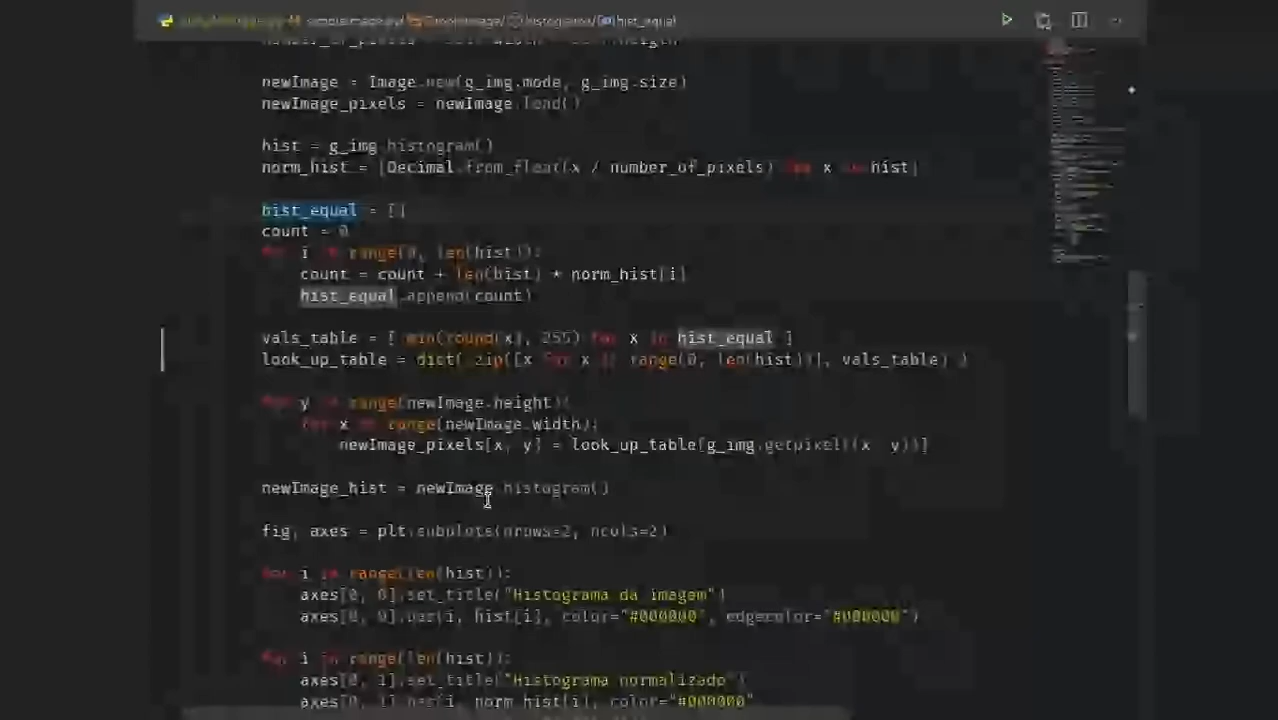 hist_equal
newImage = Image.new(g_img.mode, g_img.size)
newImage_pixels = newImage.load()
hist = g_img.histogram()
norm_hist = [Decimal.from_float(x / number_of_pixels) for x in hist]
hist_equal = []
count = 0
for i in range(0, len(hist)):
count = count + len(hist) * norm_hist[i]
hist_equal.append(count)
vals_table = [ min(round(x), 255) for x in hist_equal ]
look_up_table = dict( zip([x for x in range(0, len(hist))], vals_table) )
for y in range(newImage.height):
for x in range(newImage.width):
newImage_pixels[x, y] = look_up_table[g_img.getpixel((x, y))]
newImage_hist = newImage.histogram()
fig, axes = plt.subplots(nrows=2, ncols=2)
for i in range(len(hist)):
axes[0, 0].set_title("Histograma da imagem")
axes[0, 0].bar(i, hist[i], color="#000000", edgecolor="#000000")
for i in range(len(hist)):
axes[0, 1].set_title("Histograma normalizado")
axes[0, 1].bar(i, norm_hist[i], color="#000000"